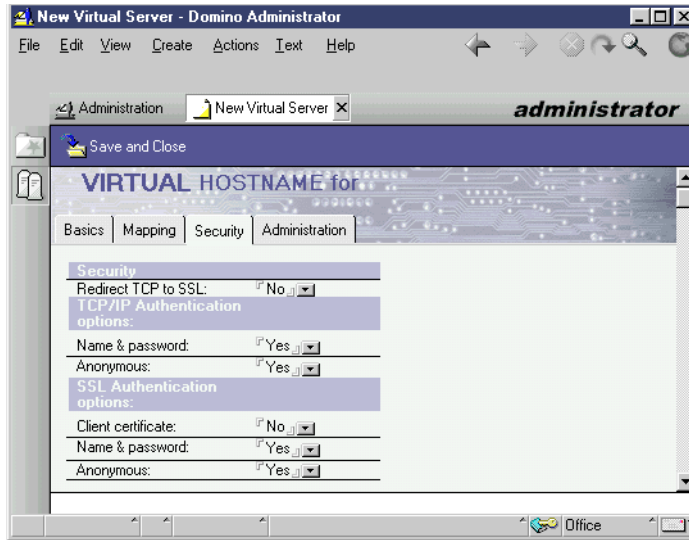 New Virtual Server - Domino Administrator
File Edit View Create Actions Text Help
Administration New Virtual Server administrator
Save and Close
VIRTUAL HOSTNAME for
Basics Mapping Security Administration
Security
Redirect TCP to SSL: No
TCP/IP Authentication
options:
Name & password: Yes
Anonymous: Yes
SSL Authentication
options:
Client certificate: No
Name & password: Yes
Anonymous: Yes
Office